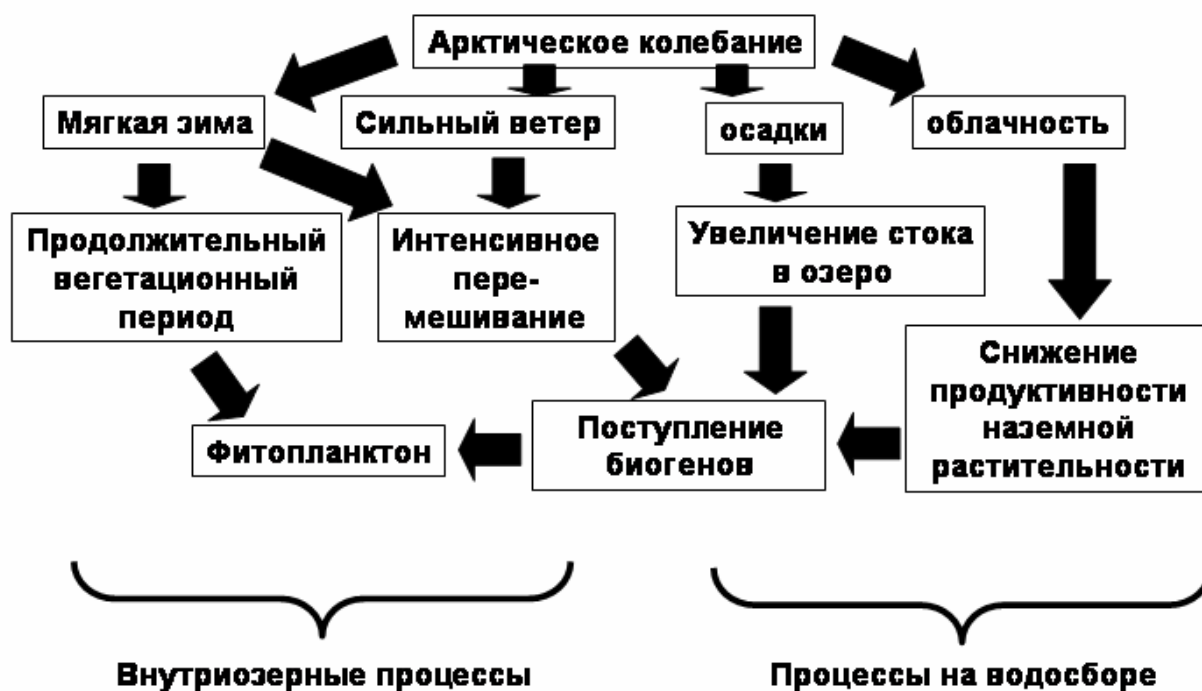 Арктическое колебание
Мягкая зима
Сильный ветер
осадки
облачность
Продолжительный
вегетационный
период
Интенсивное
пере-
мешивание
Увеличение стока
в озеро
Снижение
продуктивности
наземной
растительности
Фитопланктон
Поступление
биогенов
Внутриозерные процессы
Процессы на водосборе